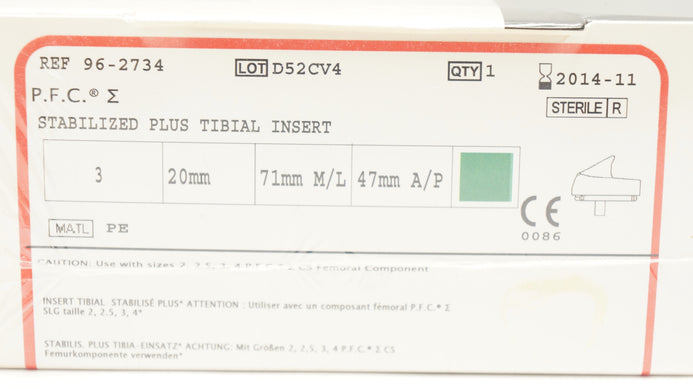 REF 96-2734 LOT D52CV4 QTY 1 2014-11
P.F.C.® Σ STERILE R
STABILIZED PLUS TIBIAL INSERT
3 20mm 71mm M/L 47mm A/P
CE
0086
MATL PE
CAUTION: Use with sizes 2, 2.5, 3, 4 P.F.C.® Σ CS Femoral Component
INSERT TIBIAL STABILISÉ PLUS* ATTENTION : Utiliser avec un composant fémoral P.F.C.® Σ
SLG taille 2, 2.5, 3, 4*
STABILIS. PLUS TIBIA-EINSATZ* ACHTUNG: Mit Größen 2, 2.5, 3, 4 P.F.C.® Σ CS
Femurkomponente verwenden*